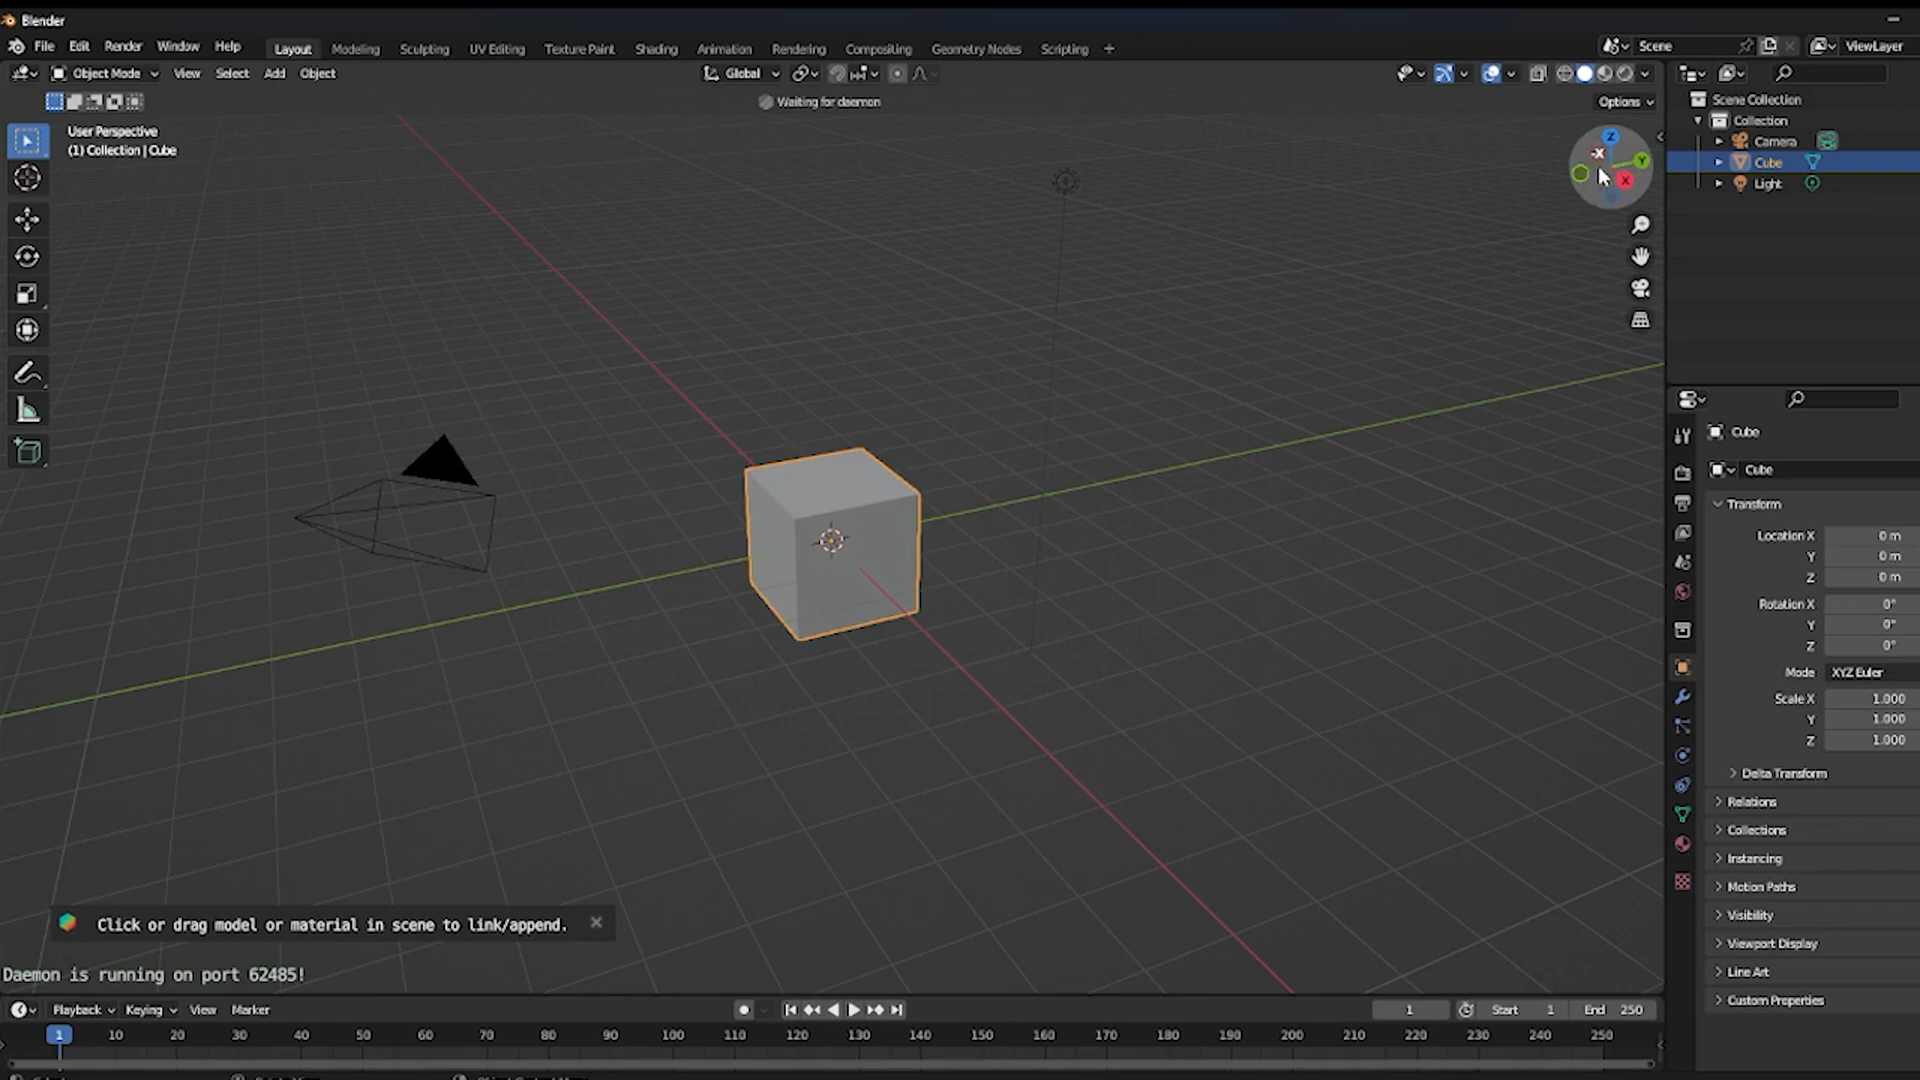 Blender
File Edit Render Window Help Layout Modeling Sculpting UV Editing Texture Paint Shading Animation Rendering Compositing Geometry Nodes Scripting + Scene ViewLayer
Object Mode View Select Add Object Global
Waiting for daemon Options
User Perspective
(1) Collection | Cube
Z
-X Y
X
Scene Collection
Collection
Camera
Cube
Light
Cube
Cube
Transform
Location X 0 m
Y 0 m
Z 0 m
Rotation X 0°
Y 0°
Z 0°
Mode XYZ Euler
Scale X 1.000
Y 1.000
Z 1.000
Delta Transform
Relations
Collections
Instancing
Motion Paths
Visibility
Viewport Display
Line Art
Custom Properties
Click or drag model or material in scene to link/append.
Daemon is running on port 62485!
Playback Keying View Marker 1 Start 1 End 250
1 10 20 30 40 50 60 70 80 90 100 110 120 130 140 150 160 170 180 190 200 210 220 230 240 250